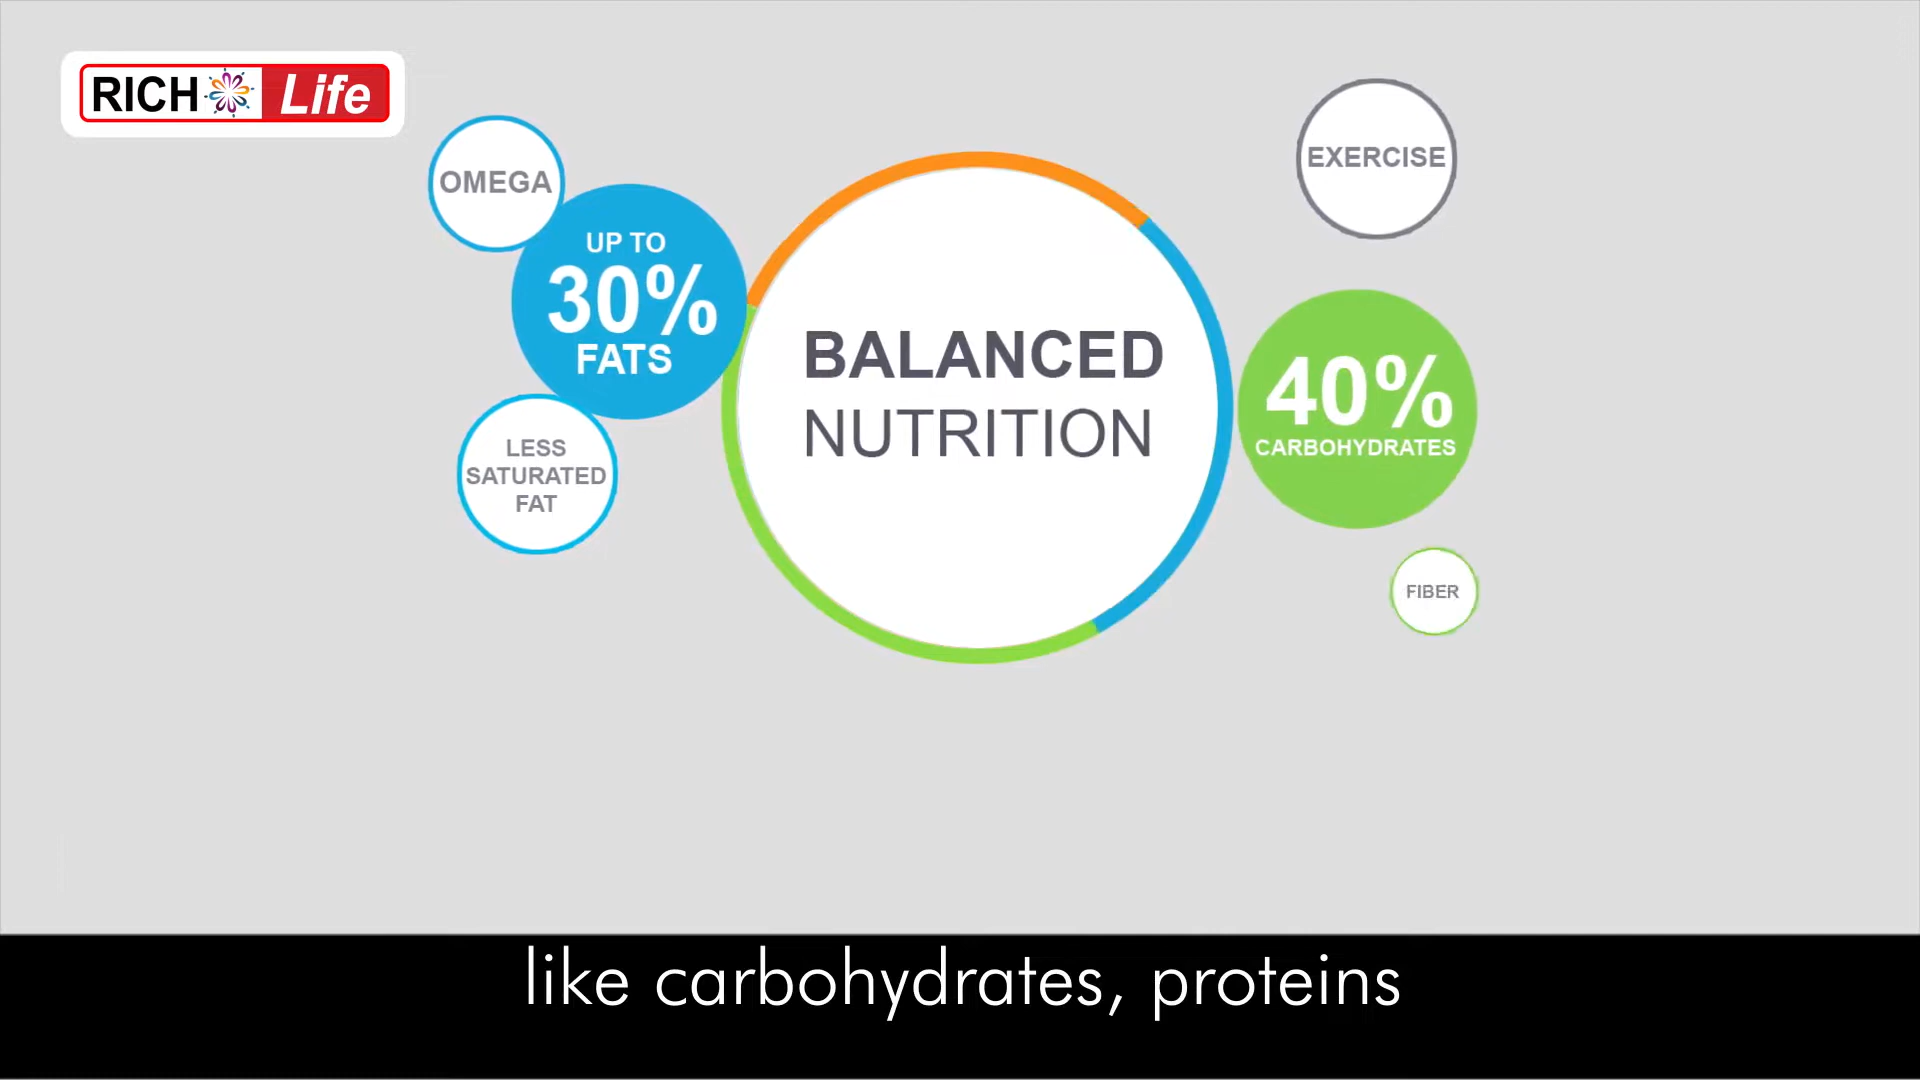 RICH Life
OMEGA
UP TO
30%
FATS
LESS
SATURATED
FAT
BALANCED
NUTRITION
EXERCISE
40%
CARBOHYDRATES
FIBER
like carbohydrates, proteins